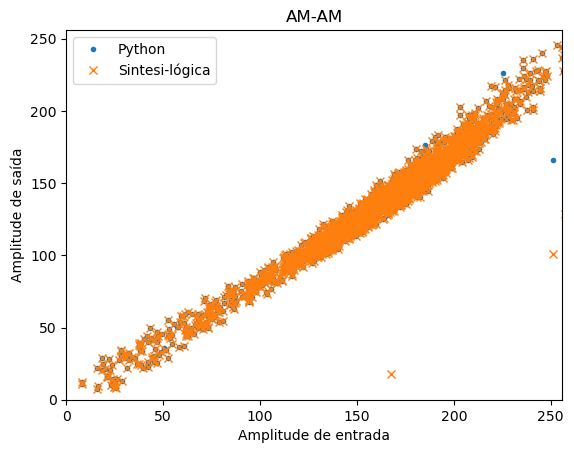 AM-AM
Python
Sintesi-lógica
Amplitude de saída
250
200
150
100
50
0
0 50 100 150 200 250
Amplitude de entrada